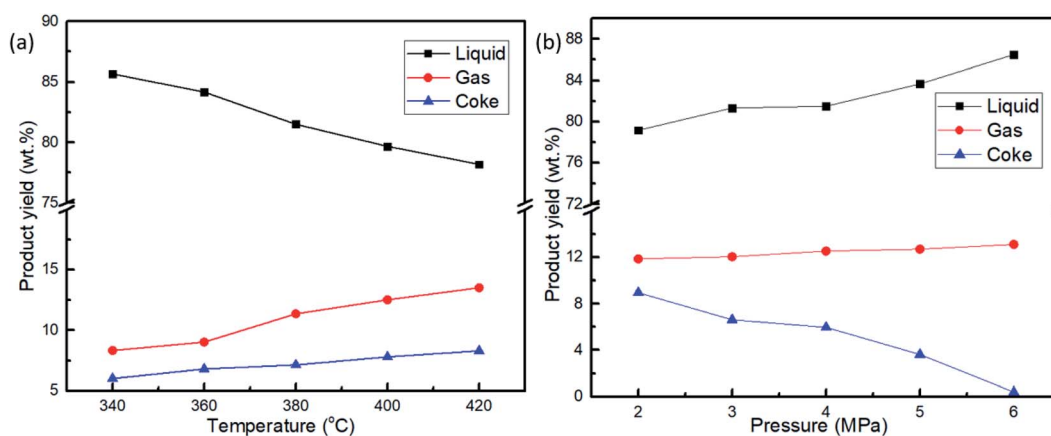 (a)
Product yield (wt.%)
90
85
80
75
15
10
5
Liquid
Gas
Coke
340 360 380 400 420
Temperature (°C)
(b)
Product yield (wt.%)
88
84
80
76
72
12
8
4
0
Liquid
Gas
Coke
2 3 4 5 6
Pressure (MPa)